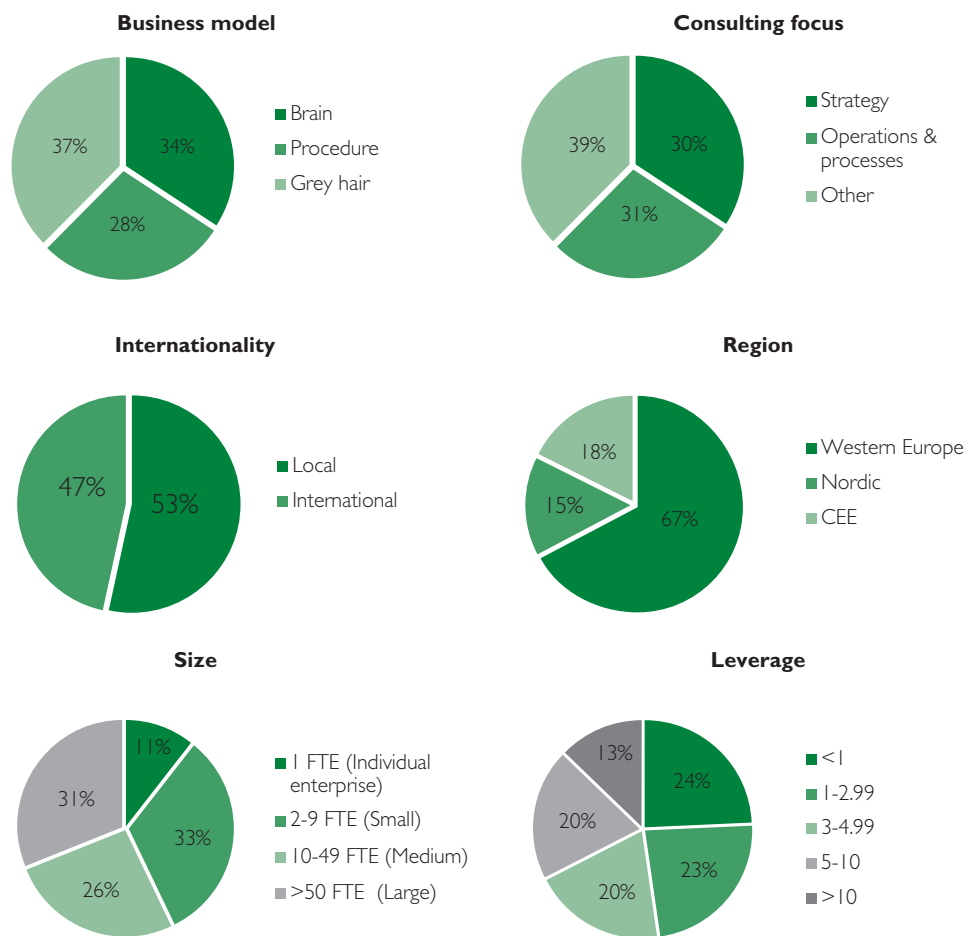 Business model
34%
28%
37%
Brain
Procedure
Grey hair
Consulting focus
30%
31%
39%
Strategy
Operations &
processes
Other
Internationality
53%
47%
Local
International
Region
67%
15%
18%
Western Europe
Nordic
CEE
Size
11%
33%
26%
31%
1 FTE (Individual
enterprise)
2-9 FTE (Small)
10-49 FTE (Medium)
>50 FTE (Large)
Leverage
24%
23%
20%
20%
13%
<1
1-2.99
3-4.99
5-10
>10